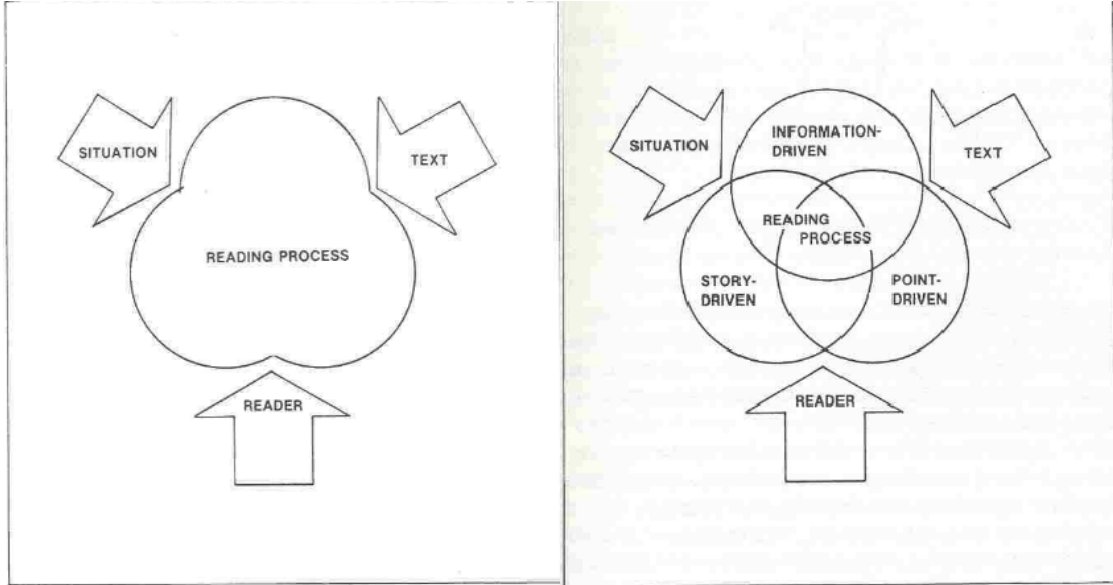 SITUATION
TEXT
READING PROCESS
READER
SITUATION
INFORMATION-
DRIVEN
TEXT
READING
PROCESS
STORY-
DRIVEN
POINT-
DRIVEN
READER